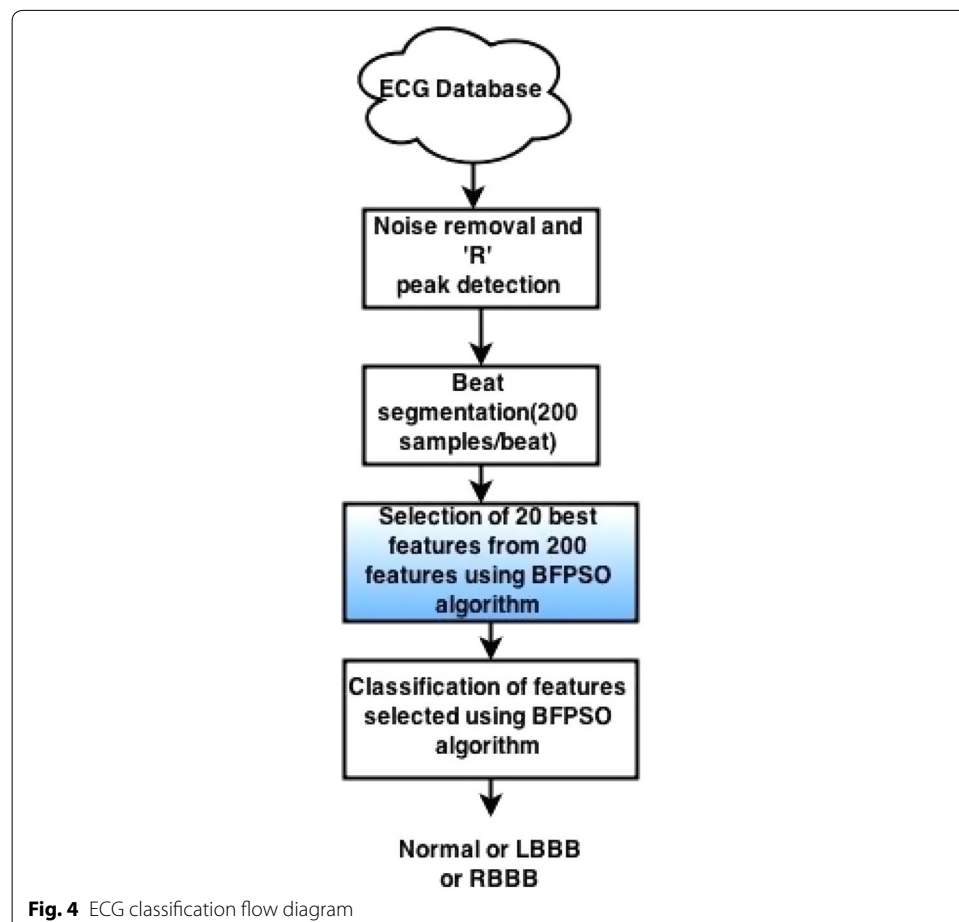 ECG Database
Noise removal and
'R'
peak detection
Beat
segmentation(200
samples/beat)
Selection of 20 best
features from 200
features using BFPSO
algorithm
Classification of features
selected using BFPSO
algorithm
Normal or LBBB
or RBBB
Fig. 4 ECG classification flow diagram